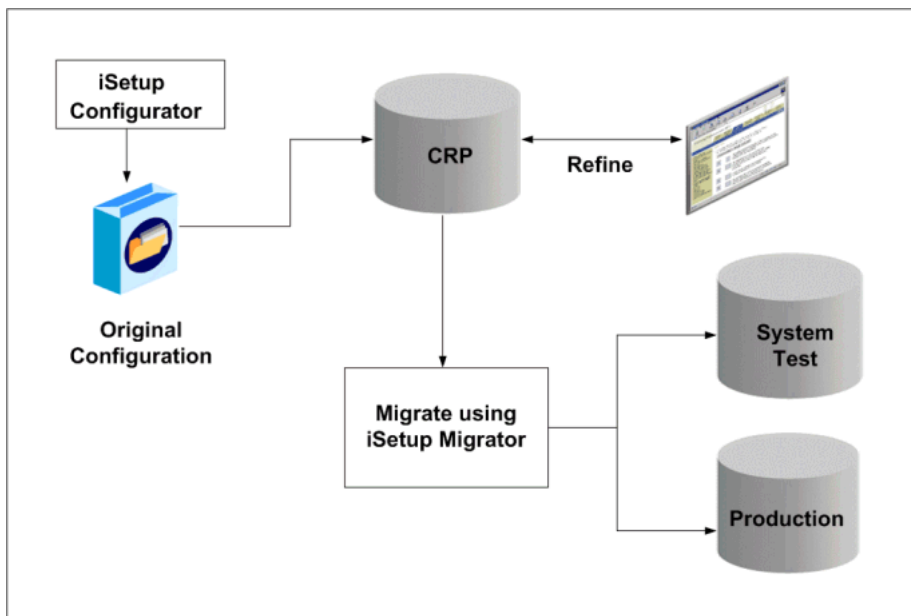 iSetup
Configurator
CRP
Refine
Original
Configuration
System
Test
Migrate using
iSetup Migrator
Production